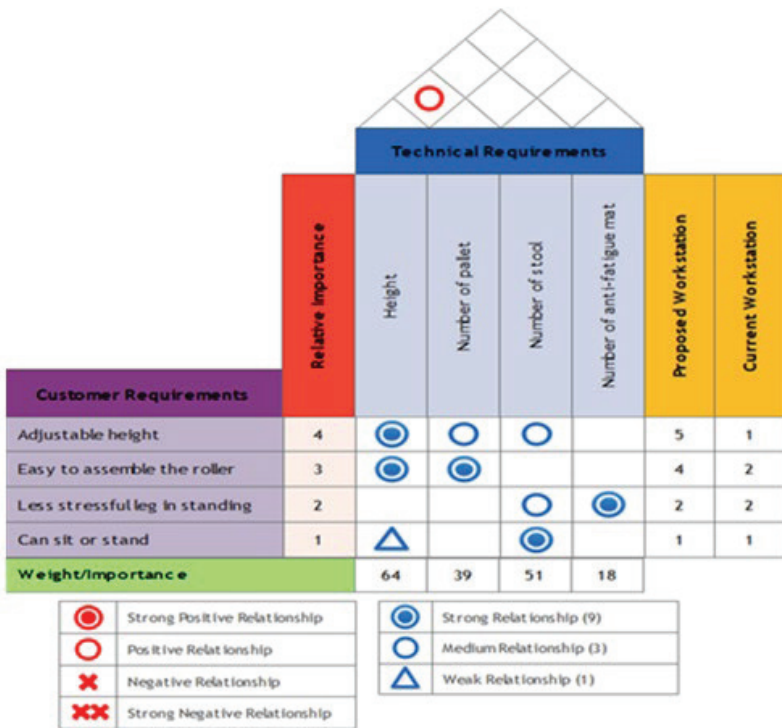 Technical Requirements
Relative Importance
Height
Number of palet
Number of stool
Number of anti-fatigue mat
Proposed Workstation
Current Workstation
Customer Requirements
Adjustable height 4 5 1
Easy to assemble the roller 3 4 2
Less stressful leg in standing 2 2 2
Can sit or stand 1 1 1
Weight/Importance 64 39 51 18
Strong Positive Relationship
Positive Relationship
Negative Relationship
Strong Negative Relationship
Strong Relationship (9)
Medium Relationship (3)
Weak Relationship (1)